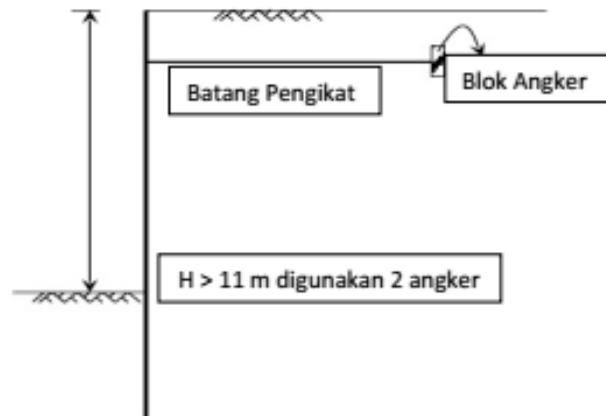 Batang Pengikat
Blok Angker
H > 11 m digunakan 2 angker